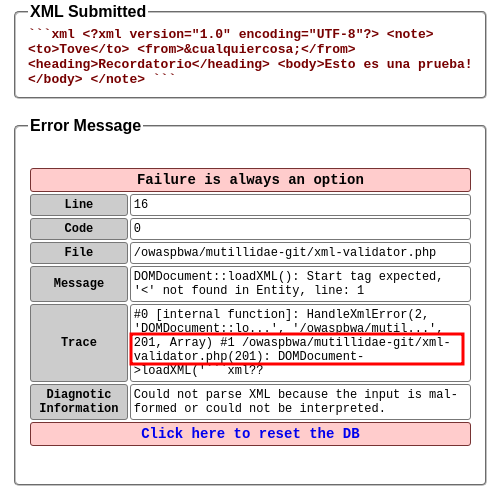 XML Submitted
```xml <?xml version="1.0" encoding="UTF-8"?> <note>
<to>Tove</to> <from>&cualquiercosa;</from>
<heading>Recordatorio</heading> <body>Esto es una prueba!
</body> </note> ```
Error Message
Failure is always an option
Line 16
Code 0
File /owaspbwa/mutillidae-git/xml-validator.php
Message DOMDocument::loadXML(): Start tag expected,
'<' not found in Entity, line: 1
Trace #0 [internal function]: HandleXmlError(2,
'DOMDocument::lo...', '/owaspbwa/mutil...',
201, Array) #1 /owaspbwa/mutillidae-git/xml-
validator.php(201): DOMDocument-
>loadXML('```xml??
Diagnostic Information Could not parse XML because the input is mal-
formed or could not be interpreted.
Click here to reset the DB